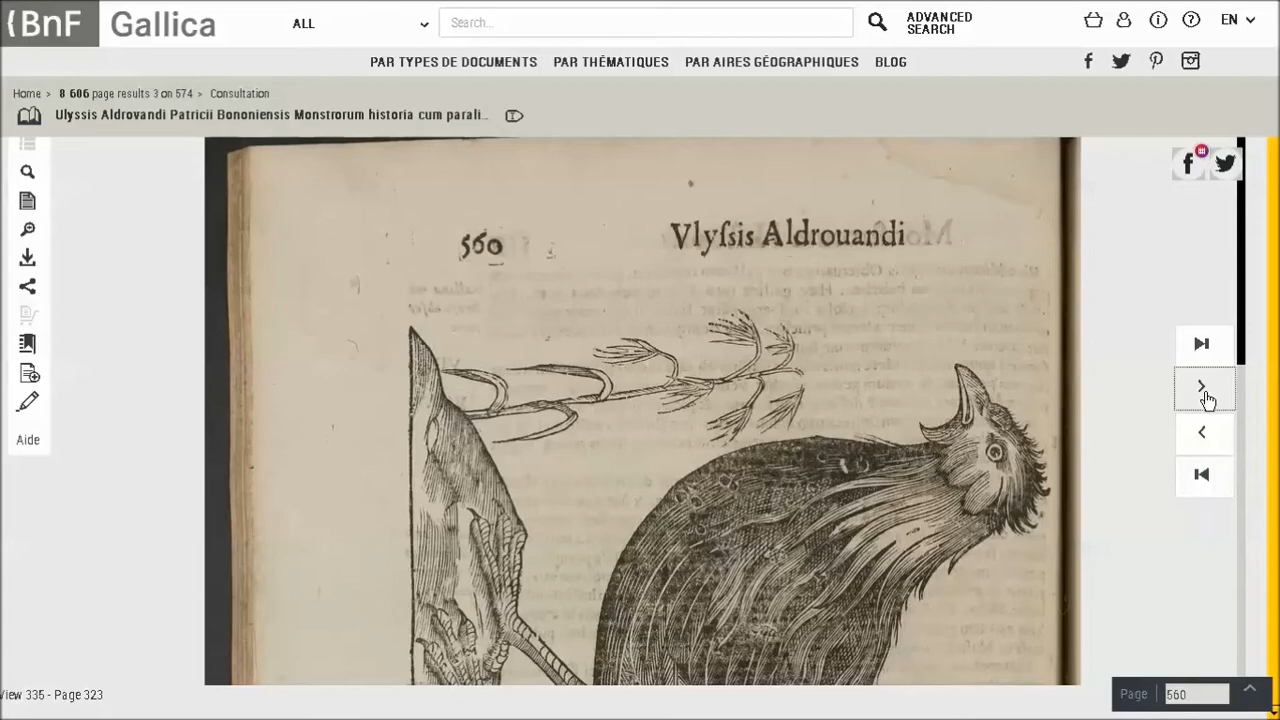 BnF Gallica
ALL
Search...
ADVANCED
SEARCH
EN
PAR TYPES DE DOCUMENTS PAR THÉMATIQUES PAR AIRES GÉOGRAPHIQUES BLOG
Home > 8 606 page results 3 on 574 > Consultation
Ulyssis Aldrovandi Patricii Bononiensis Monstrorum historia cum parali...
560 Vlyſsis Aldrouandi
Aide
View 335 - Page 323
Page 560